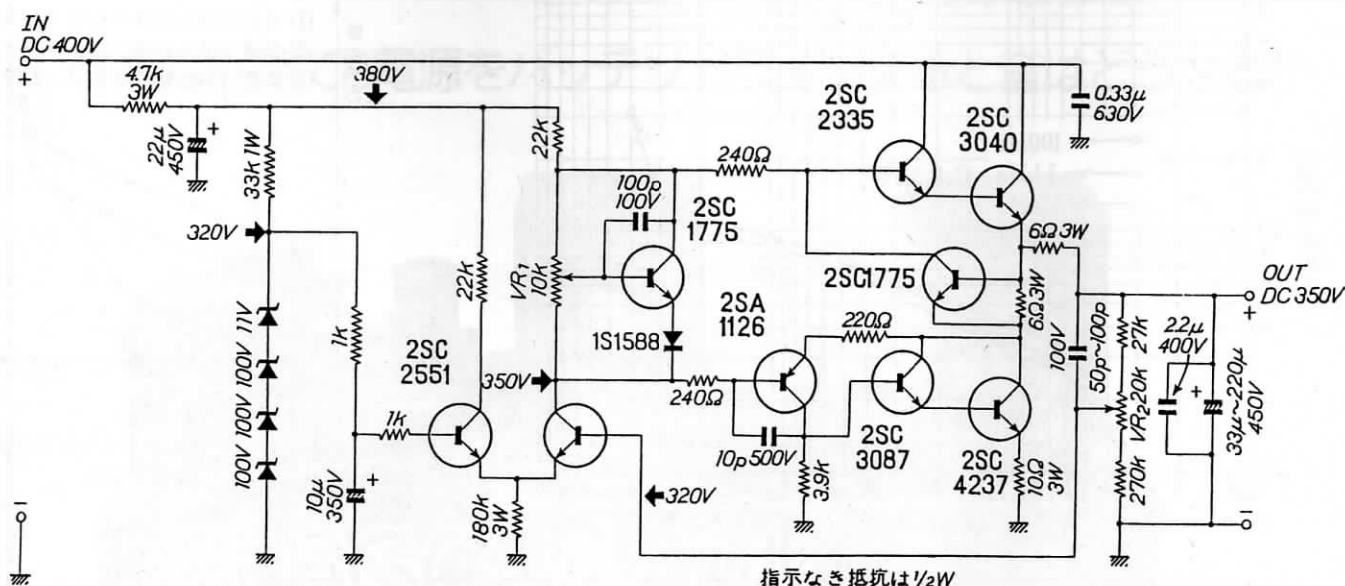 IN
DC 400V
+
4.7k
3W
380V
22μ
450V
+
33k 1W
320V
11V
100V
100V
100V
1k
1k
10μ
350V
+
2SC
2551
22k
22k
VR1
10k
100p
100V
2SC
1775
1S1588
350V
180k
3W
240Ω
240Ω
2SA
1126
10p 500V
3.9k
220Ω
2SC
2335
2SC
3040
2SC1775
6Ω 3W
6Ω 3W
2SC
3087
2SC
4237
10Ω
3W
320V
0.33μ
630V
100V
50p~100p
27k
VR2 20k
270k
2.2μ
400V
+
33μ~220μ
450V
OUT
DC 350V
+
−
−
指示なき抵抗は1/2W